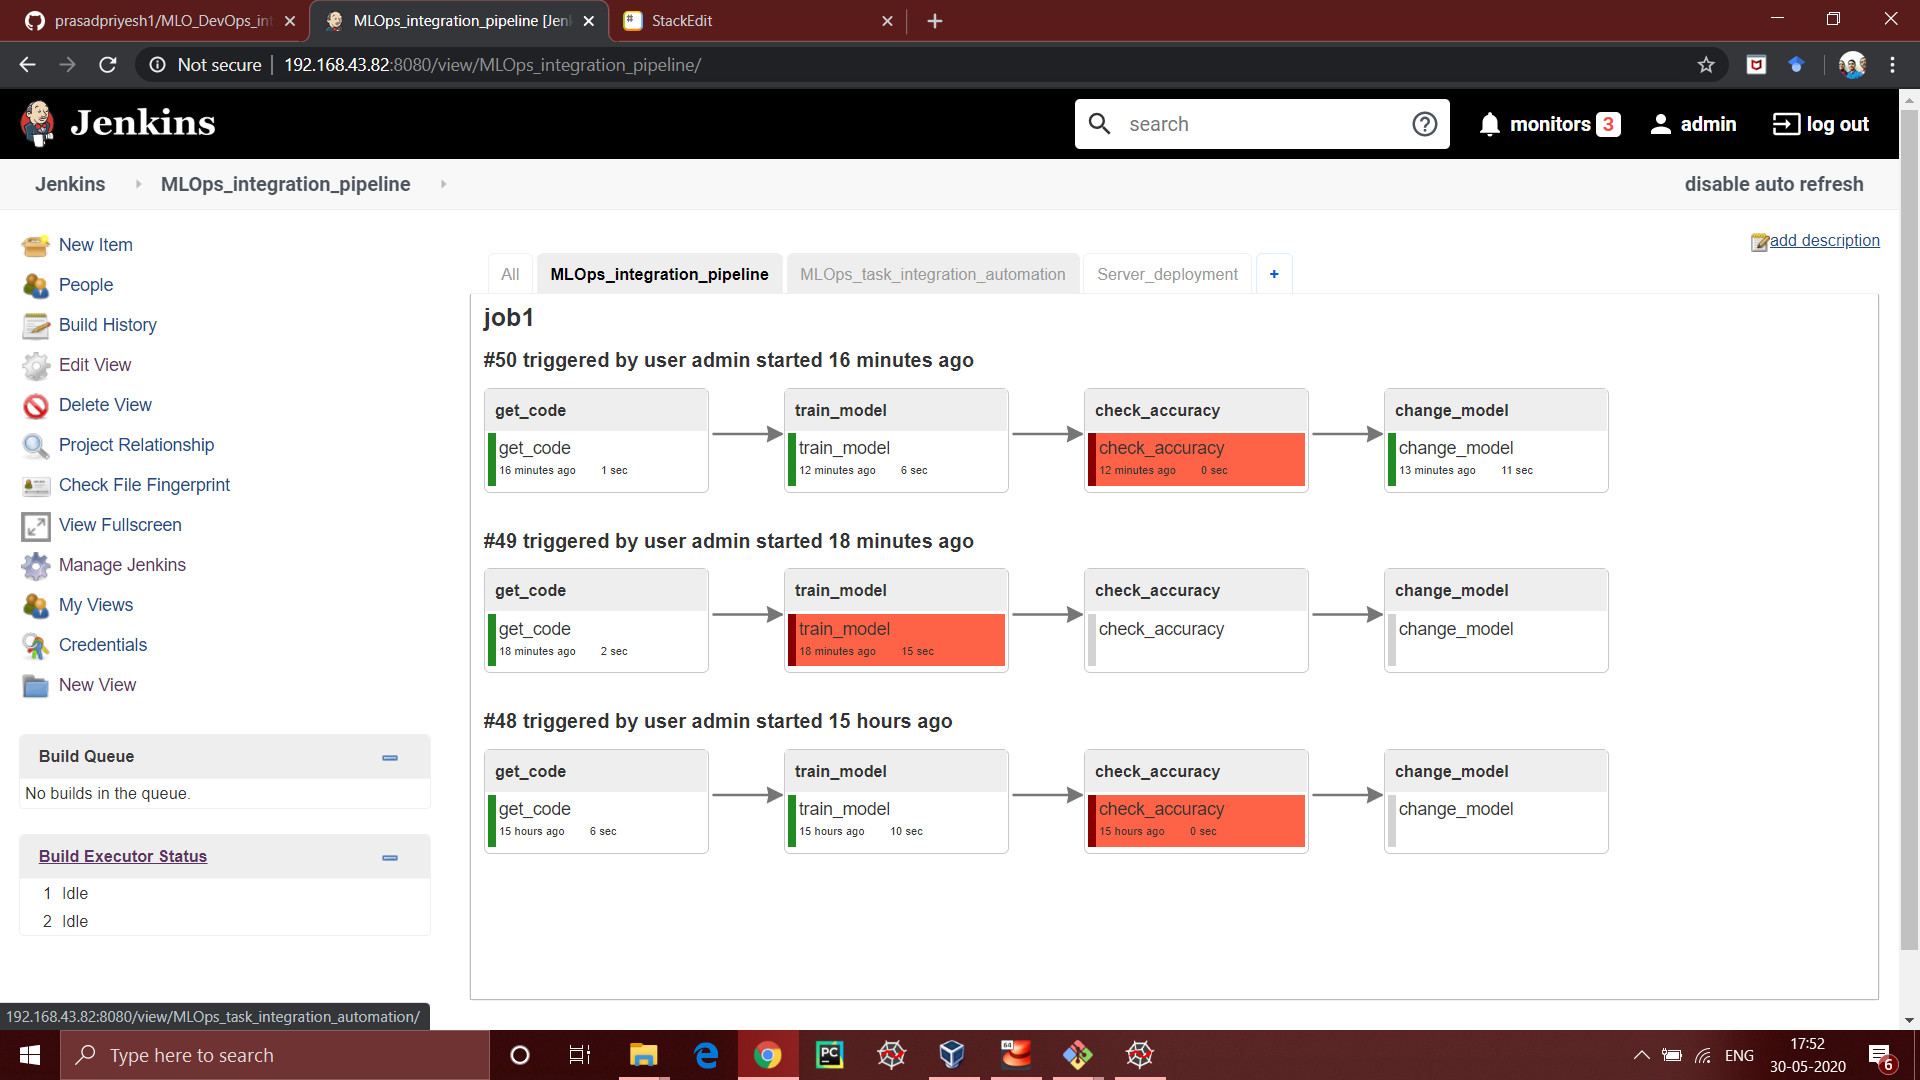 prasadpriyesh1/MLO_DevOps_int
MLOps_integration_pipeline [Jenk
StackEdit
Not secure 192.168.43.82:8080/view/MLOps_integration_pipeline/
Jenkins
search
monitors 3
admin
log out
Jenkins
MLOps_integration_pipeline
disable auto refresh
New Item
People
Build History
Edit View
Delete View
Project Relationship
Check File Fingerprint
View Fullscreen
Manage Jenkins
My Views
Credentials
New View
Build Queue
No builds in the queue.
Build Executor Status
1 Idle
2 Idle
add description
All
MLOps_integration_pipeline
MLOps_task_integration_automation
Server_deployment
+
job1
#50 triggered by user admin started 16 minutes ago
get_code
train_model
check_accuracy
change_model
get_code
train_model
check_accuracy
change_model
16 minutes ago 1 sec
12 minutes ago 6 sec
12 minutes ago 0 sec
13 minutes ago 11 sec
#49 triggered by user admin started 18 minutes ago
get_code
train_model
check_accuracy
change_model
get_code
train_model
check_accuracy
change_model
18 minutes ago 2 sec
18 minutes ago 15 sec
#48 triggered by user admin started 15 hours ago
get_code
train_model
check_accuracy
change_model
get_code
train_model
check_accuracy
change_model
15 hours ago 6 sec
15 hours ago 10 sec
15 hours ago 0 sec
192.168.43.82:8080/view/MLOps_task_integration_automation/
Type here to search
PC
64
ENG
17:52
30-05-2020
6